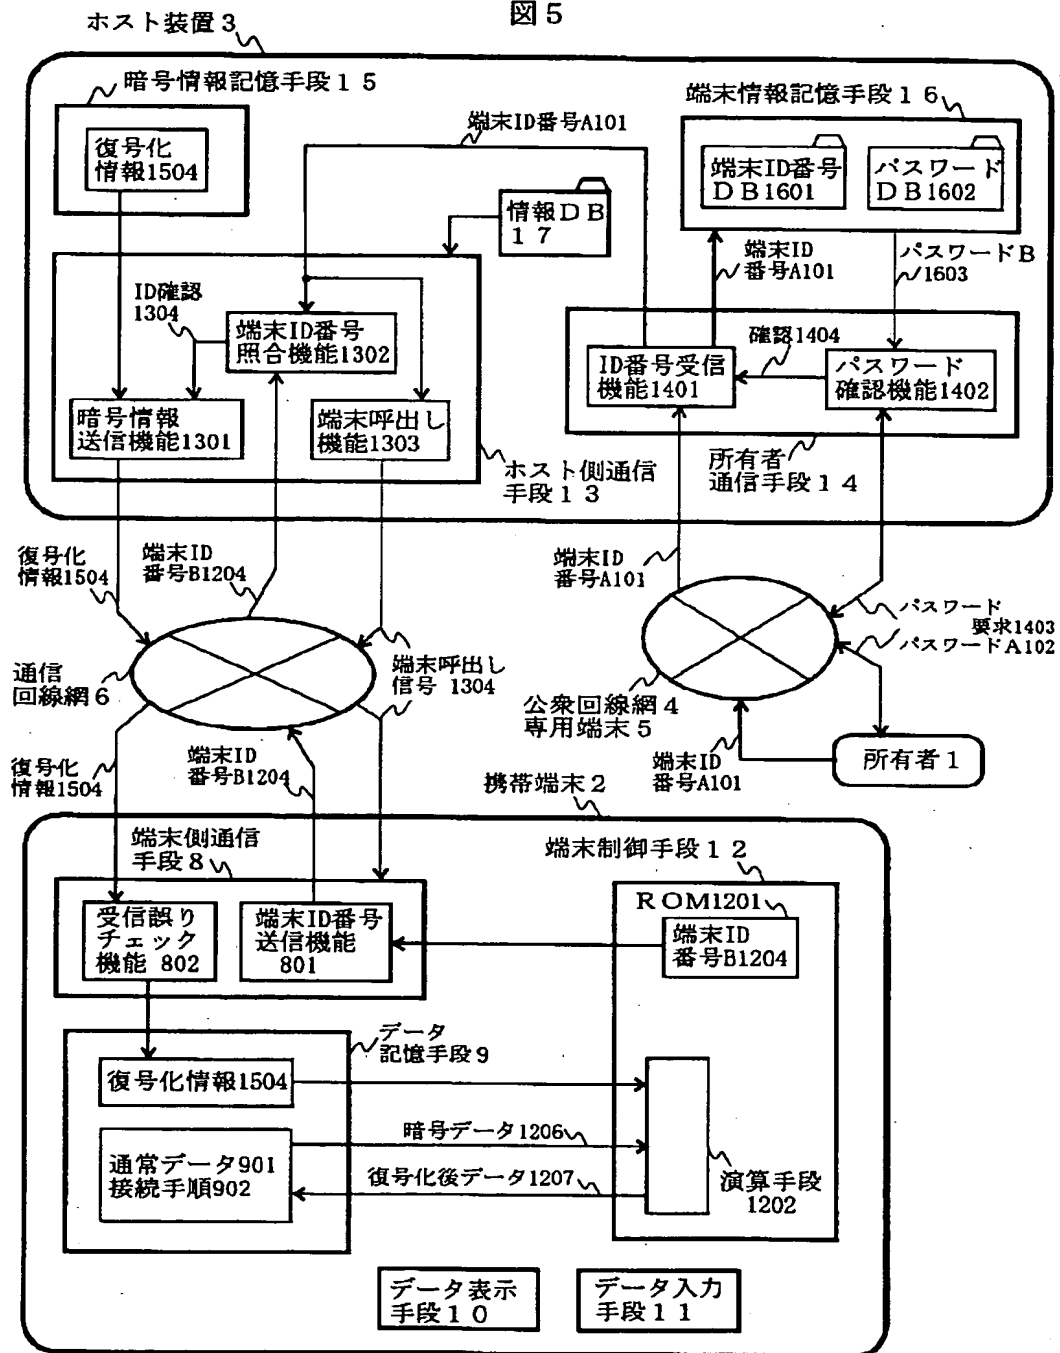 図５
ホスト装置３
暗号情報記憶手段１５
復号化
情報1504
端末ID番号A101
情報ＤＢ
１７
端末情報記憶手段１６
端末ID番号
ＤＢ1601
パスワード
ＤＢ1602
端末ID
番号A101
パスワードＢ
1603
ID確認
1304
端末ID番号
照合機能1302
暗号情報
送信機能1301
端末呼出し
機能1303
ホスト側通信
手段１３
確認1404
ID番号受信
機能1401
パスワード
確認機能1402
所有者
通信手段１４
復号化
情報1504
端末ID
番号B1204
端末ID
番号A101
パスワード
要求1403
パスワードＡ102
通信
回線網６
端末呼出し
信号 1304
公衆回線網４
専用端末５
復号化
情報1504
端末ID
番号B1204
端末ID
番号A101
所有者１
携帯端末２
端末側通信
手段８
端末制御手段１２
受信誤り
チェック
機能 802
端末ID番号
送信機能
801
ＲＯＭ1201
端末ID
番号B1204
データ
記憶手段９
復号化情報1504
暗号データ1206
通常データ901
接続手順902
復号化後データ1207
演算手段
1202
データ表示
手段１０
データ入力
手段１１